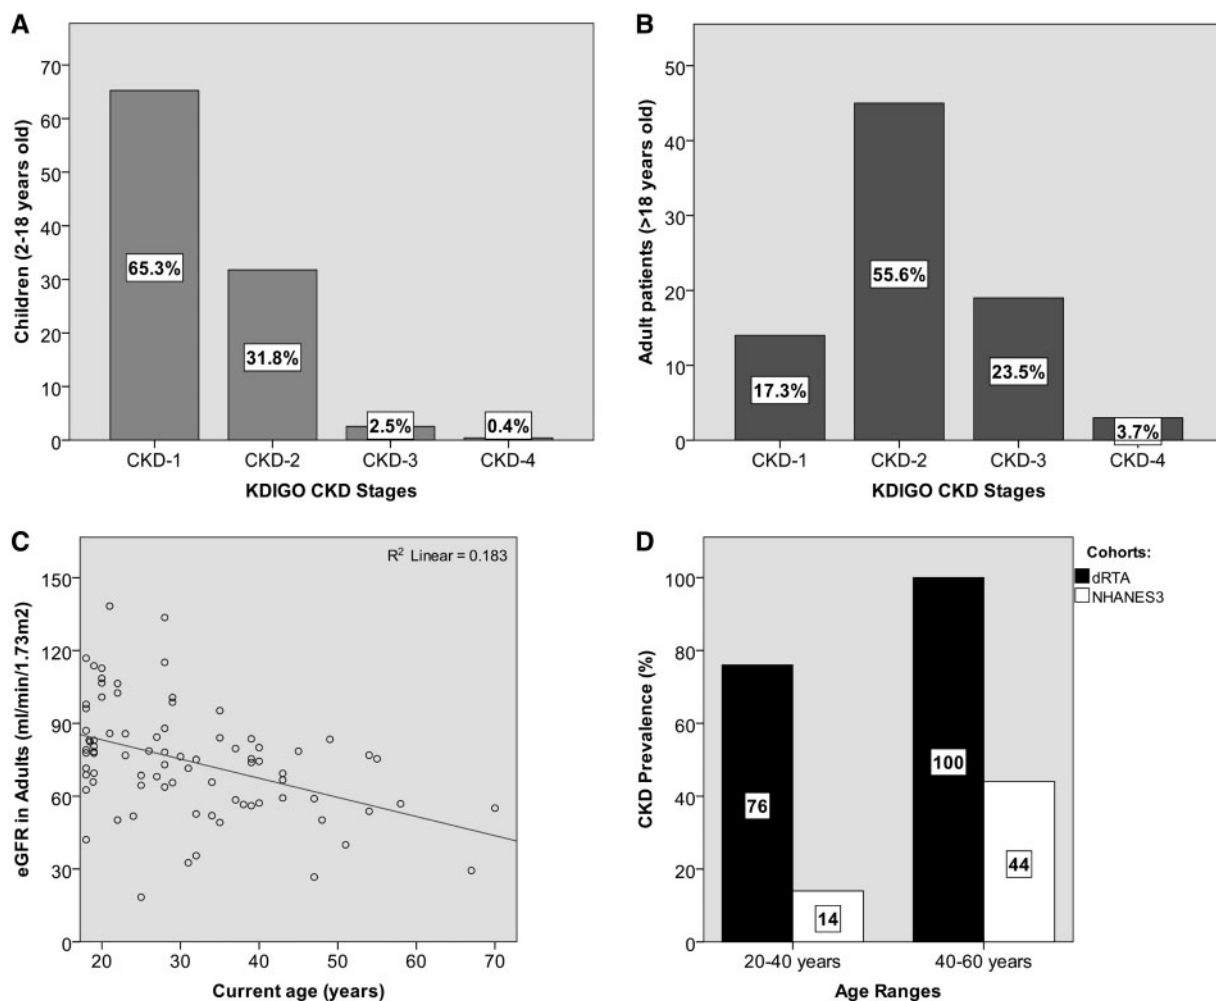 A
Children (2-18 years old)
70
60
50
40
30
20
10
0
65.3%
31.8%
2.5%
0.4%
CKD-1 CKD-2 CKD-3 CKD-4
KDIGO CKD Stages
B
Adult patients (>18 years old)
50
40
30
20
10
0
17.3%
55.6%
23.5%
3.7%
CKD-1 CKD-2 CKD-3 CKD-4
KDIGO CKD Stages
C
R² Linear = 0.183
eGFR in Adults (ml/min/1.73m2)
150
120
90
60
30
0
20 30 40 50 60 70
Current age (years)
D
Cohorts:
dRTA
NHANES3
CKD Prevalence (%)
100
80
60
40
20
0
76
14
100
44
20-40 years 40-60 years
Age Ranges